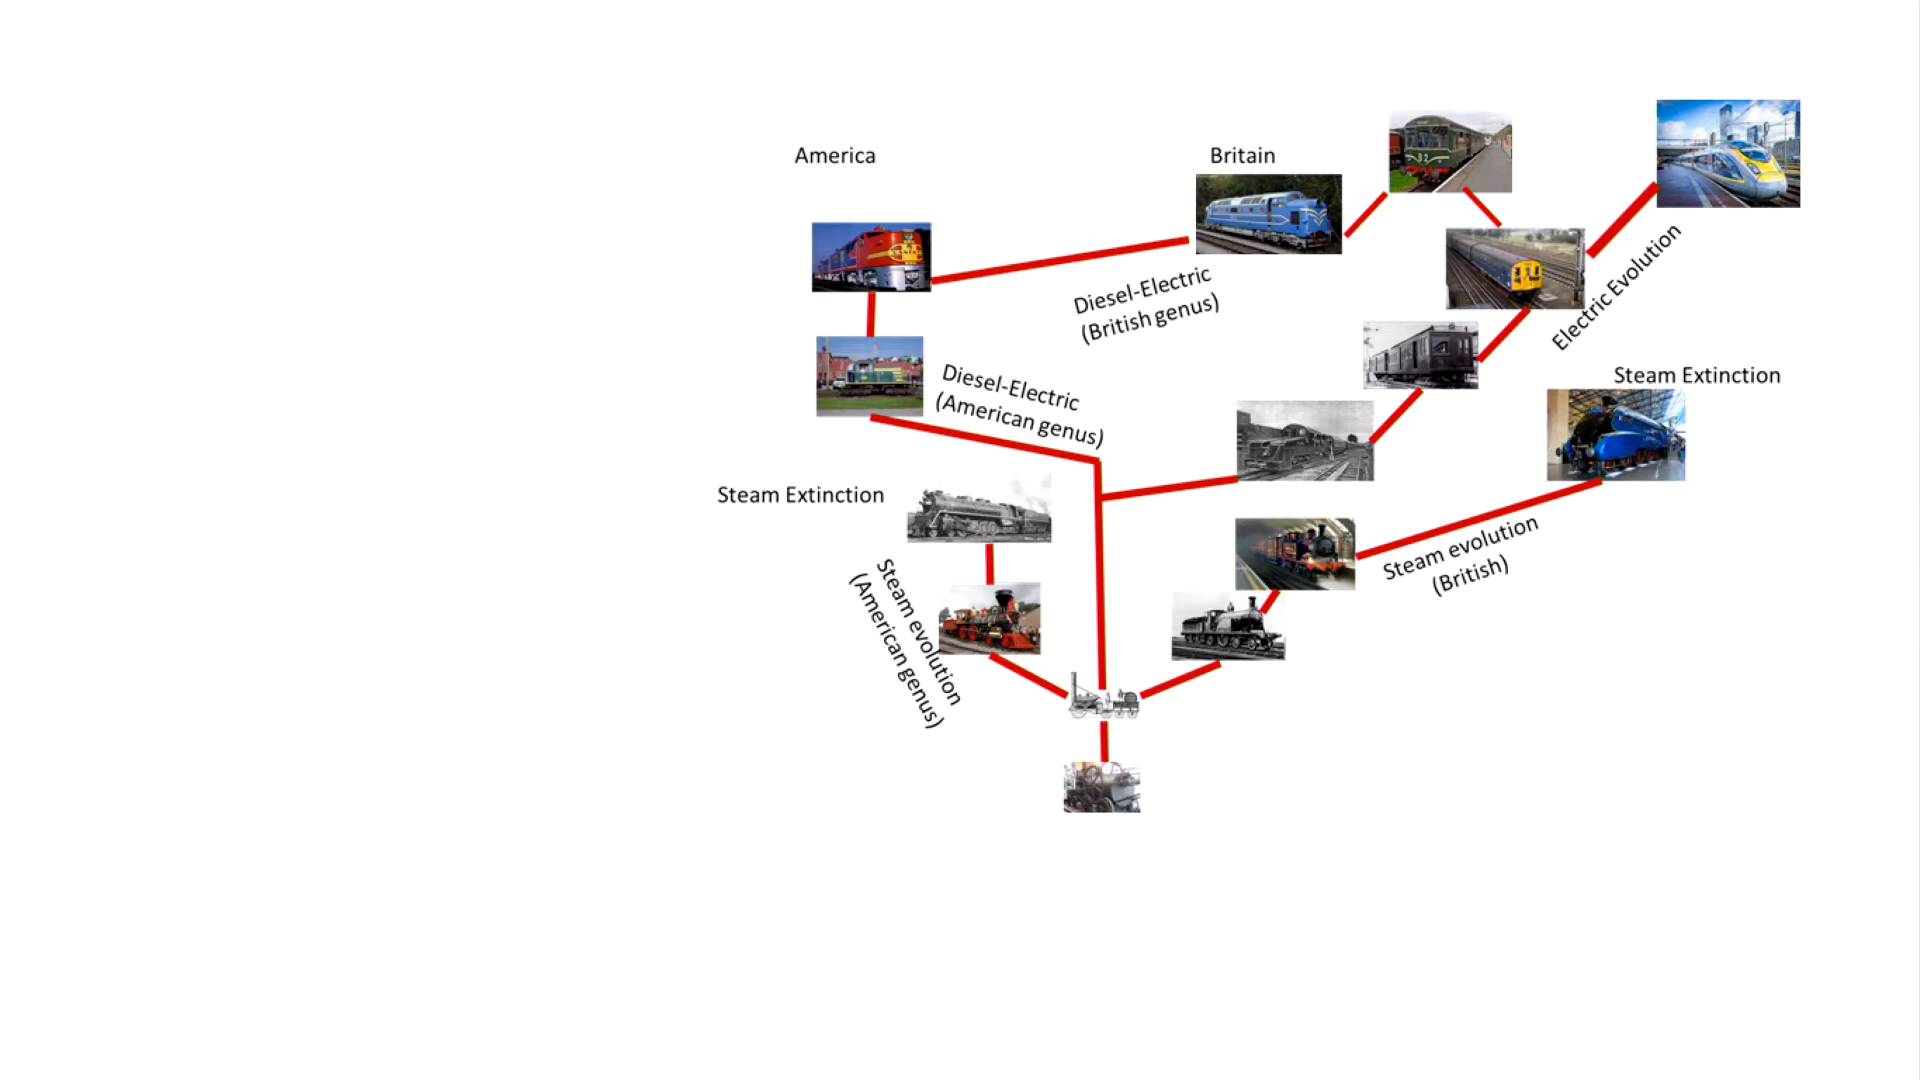 America
Britain
Diesel-Electric
(British genus)
Electric Evolution
Diesel-Electric
(American genus)
Steam Extinction
Steam Extinction
Steam evolution
(British)
Steam evolution
(American genus)